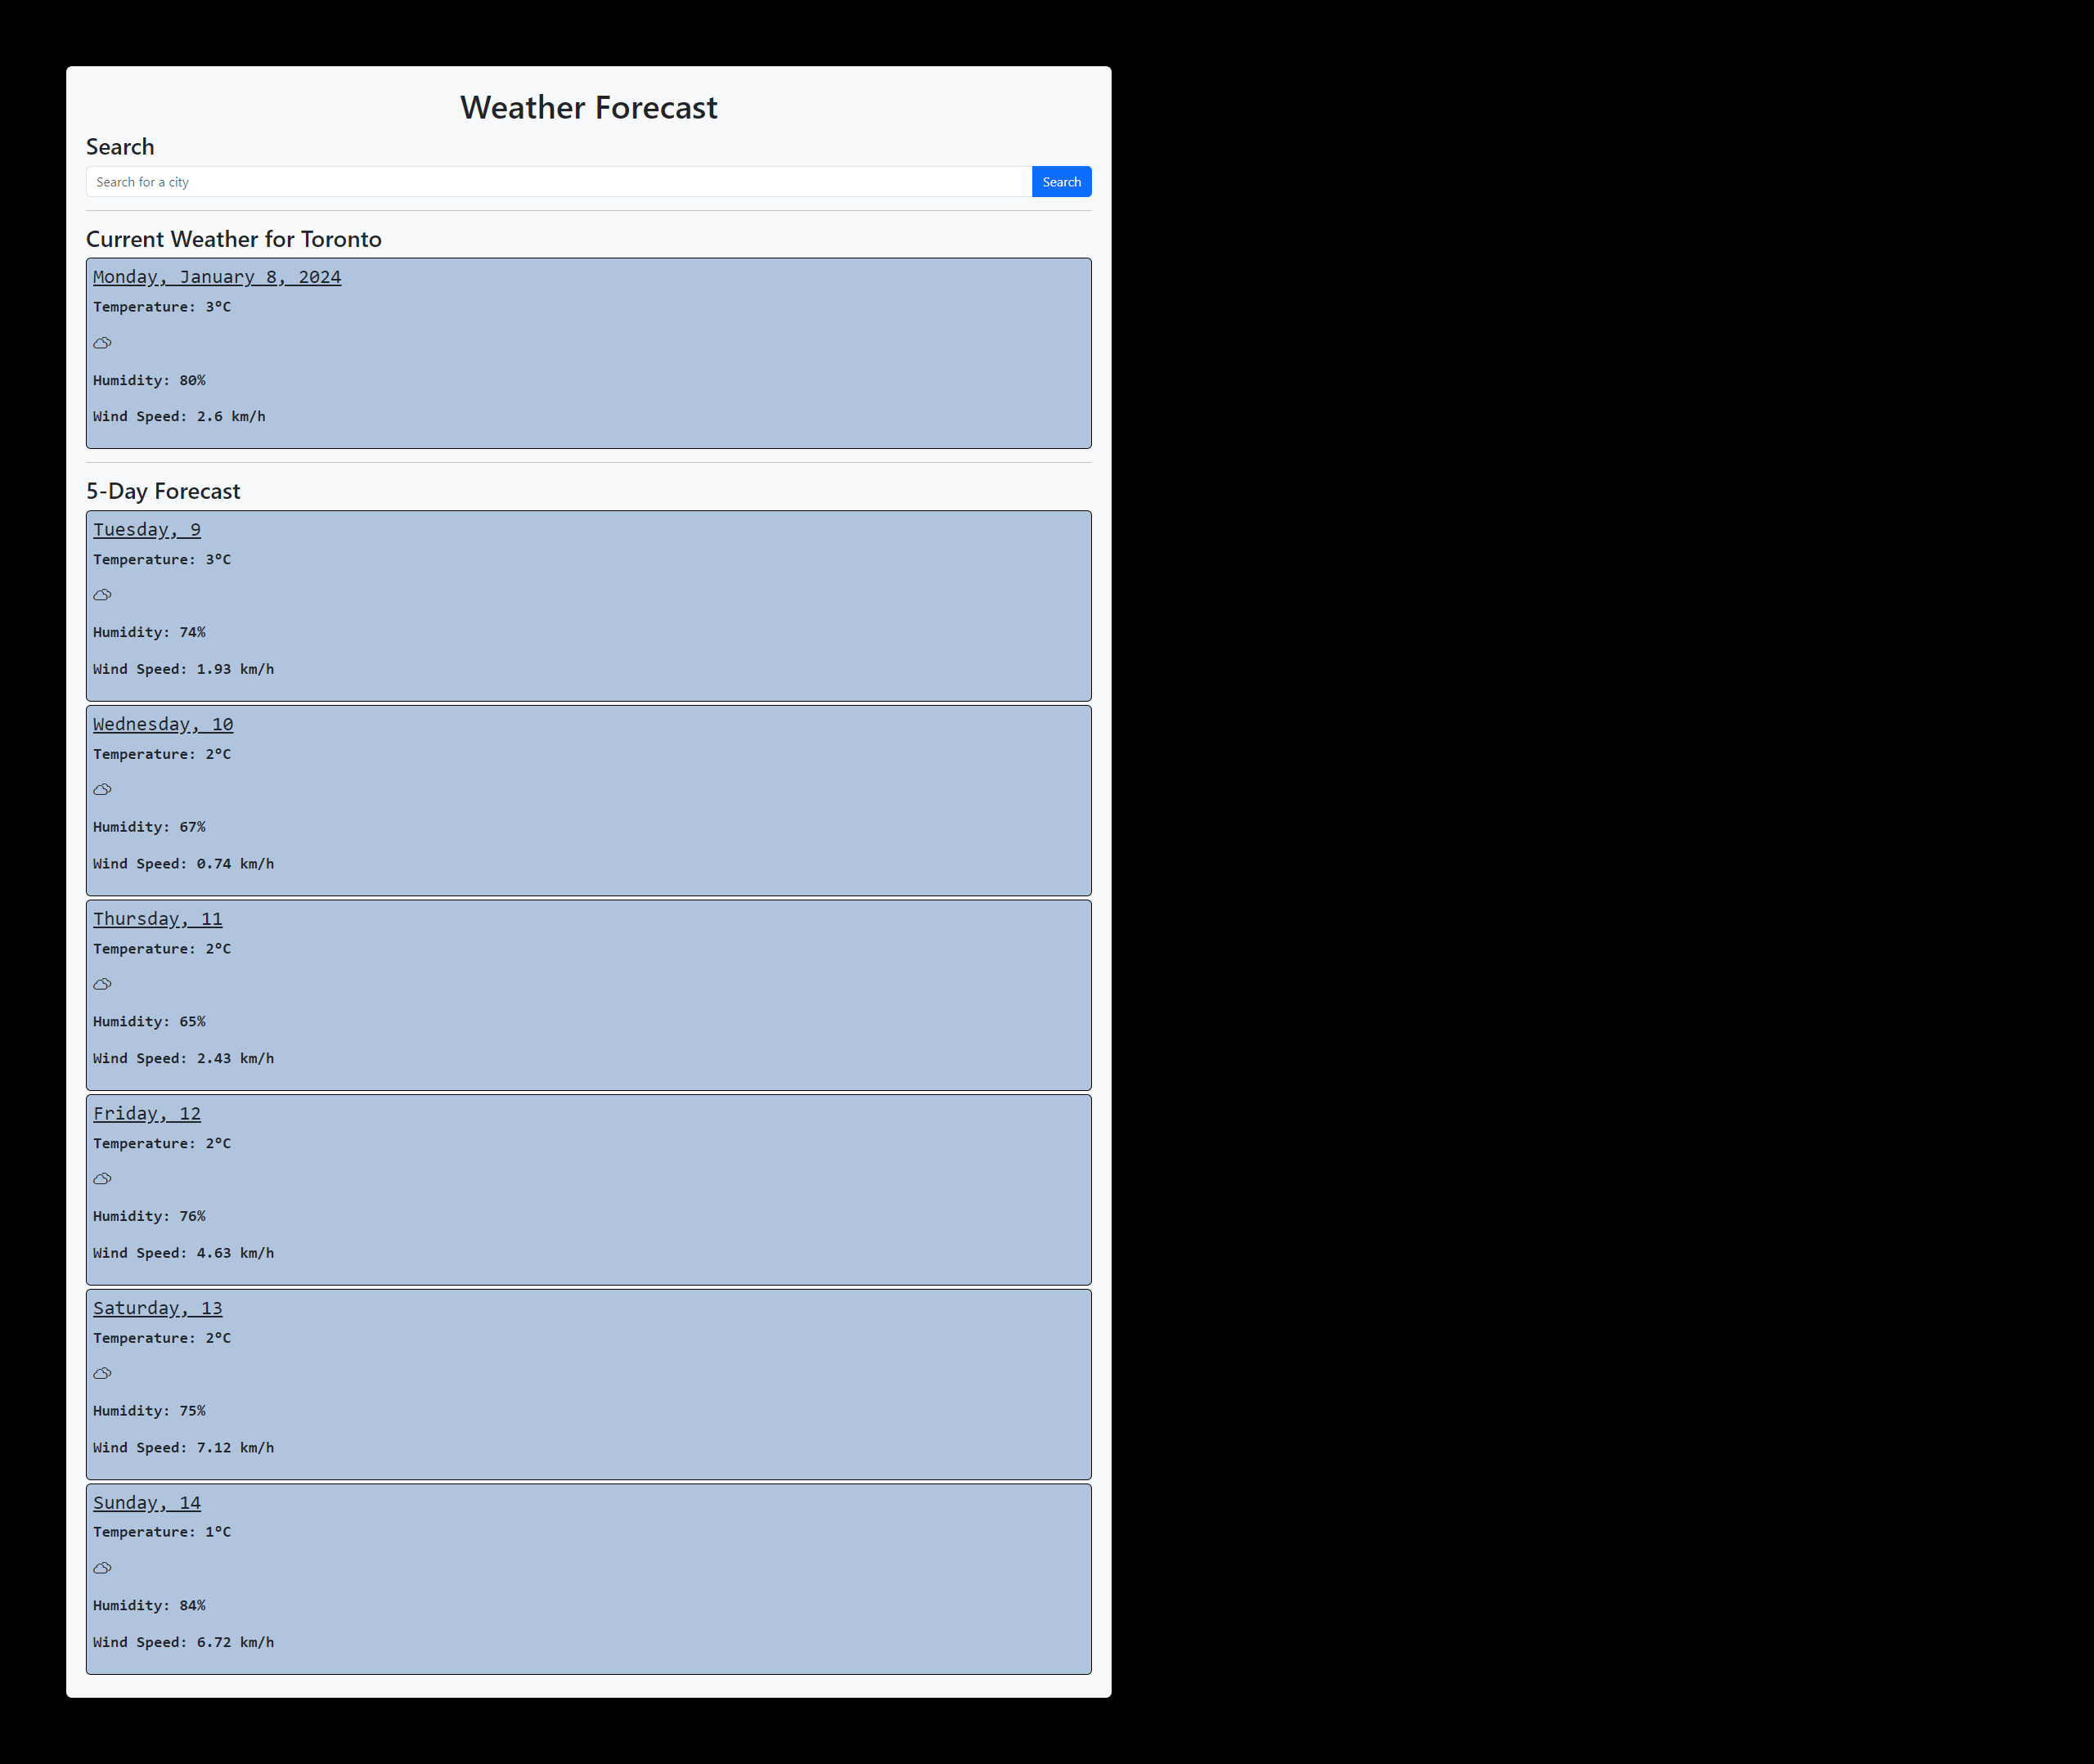 Weather Forecast
Search
Search for a city
Search
Current Weather for Toronto
Monday, January 8, 2024
Temperature: 3°C
Humidity: 80%
Wind Speed: 2.6 km/h
5-Day Forecast
Tuesday, 9
Temperature: 3°C
Humidity: 74%
Wind Speed: 1.93 km/h
Wednesday, 10
Temperature: 2°C
Humidity: 67%
Wind Speed: 0.74 km/h
Thursday, 11
Temperature: 2°C
Humidity: 65%
Wind Speed: 2.43 km/h
Friday, 12
Temperature: 2°C
Humidity: 76%
Wind Speed: 4.63 km/h
Saturday, 13
Temperature: 2°C
Humidity: 75%
Wind Speed: 7.12 km/h
Sunday, 14
Temperature: 1°C
Humidity: 84%
Wind Speed: 6.72 km/h